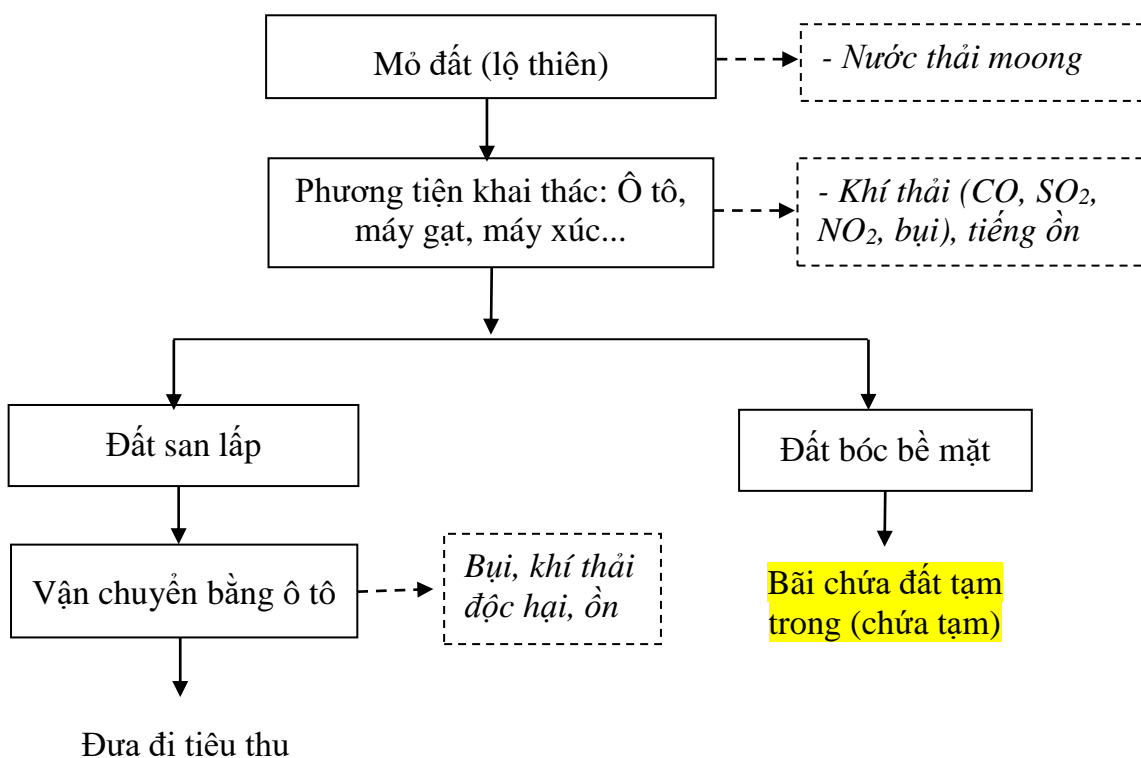 Mỏ đất (lộ thiên)
- Nước thải moong
Phương tiện khai thác: Ô tô,
máy gạt, máy xúc...
- Khí thải (CO, SO₂,
NO₂, bụi), tiếng ồn
Đất san lấp
Đất bóc bề mặt
Vận chuyển bằng ô tô
Bụi, khí thải
độc hại, ồn
Bãi chứa đất tạm
trong (chứa tạm)
Đưa đi tiêu thu